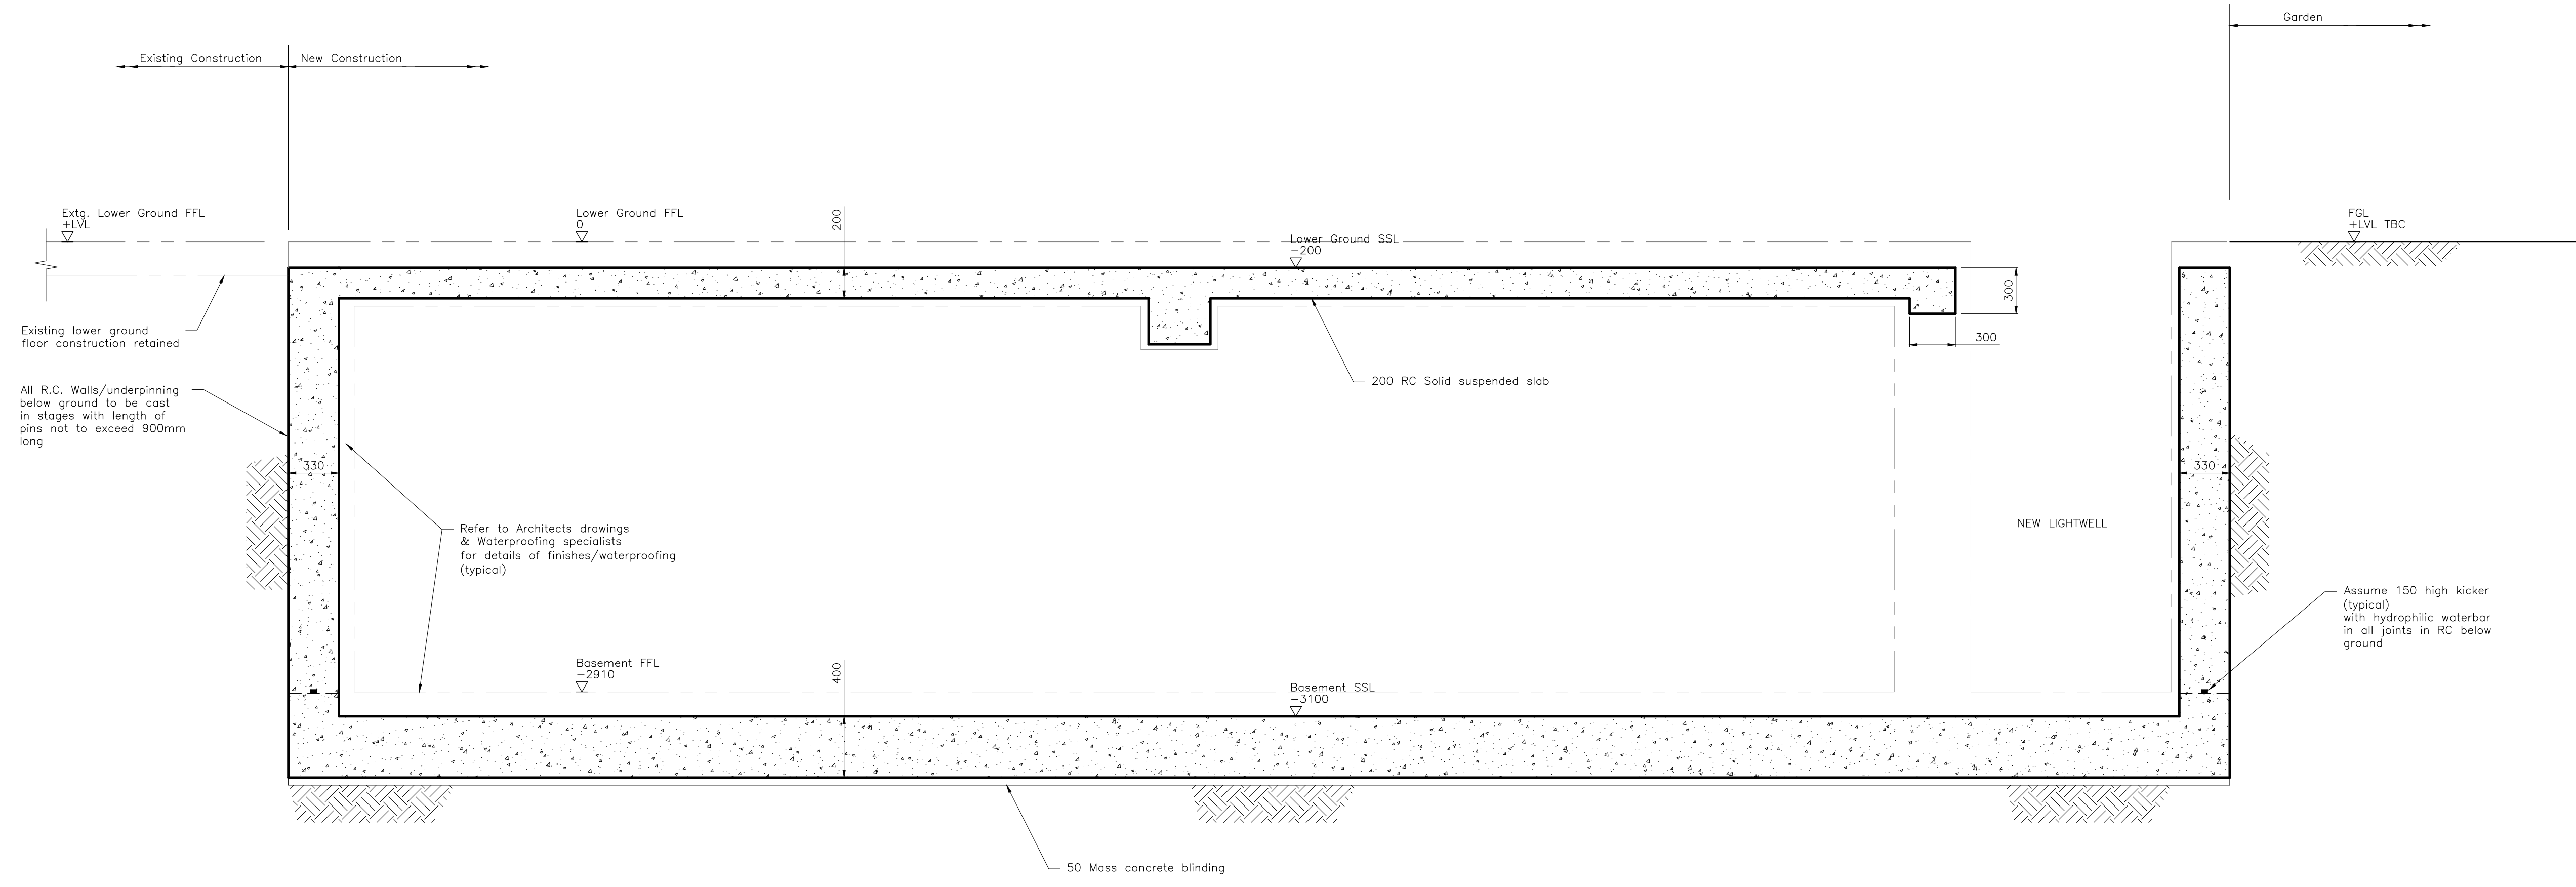 Garden
Existing Construction
New Construction
Extg. Lower Ground FFL
+LVL
Lower Ground FFL
0
200
Lower Ground SSL
-200
FGL
+LVL TBC
300
300
Existing lower ground
floor construction retained
200 RC Solid suspended slab
All R.C. Walls/underpinning
below ground to be cast
in stages with length of
pins not to exceed 900mm
long
330
330
Refer to Architects drawings
& Waterproofing specialists
for details of finishes/waterproofing
(typical)
NEW LIGHTWELL
Assume 150 high kicker
(typical)
with hydrophilic waterbar
in all joints in RC below
ground
Basement FFL
-2910
400
Basement SSL
-3100
50 Mass concrete blinding